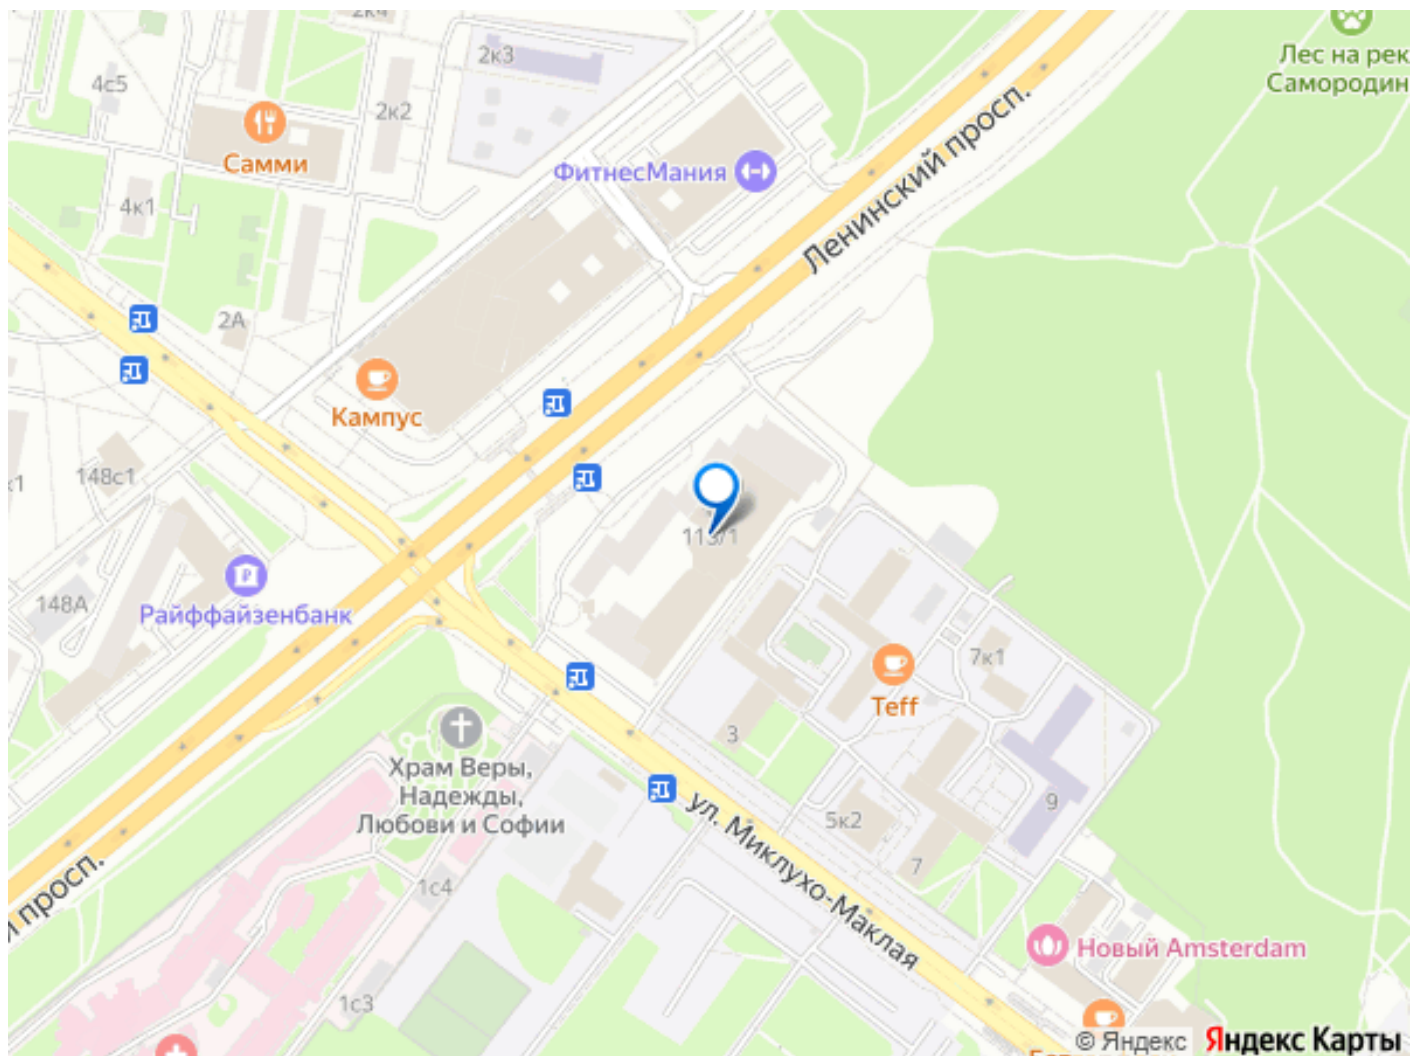 2к4
2к3
4с5
2к2
Лес на рек
Самородин
Самми
ФитнесМания
4к1
Ленинский просп.
2А
Кампус
148с1
к1
113/1
148А
Райффайзенбанк
7к1
Teff
3
Храм Веры,
Надежды,
Любови и Софии
9
5к2
ул. Миклухо-Маклая
7
1с4
й просп.
Новый Amsterdam
1с3
© Яндекс Яндекс Карты